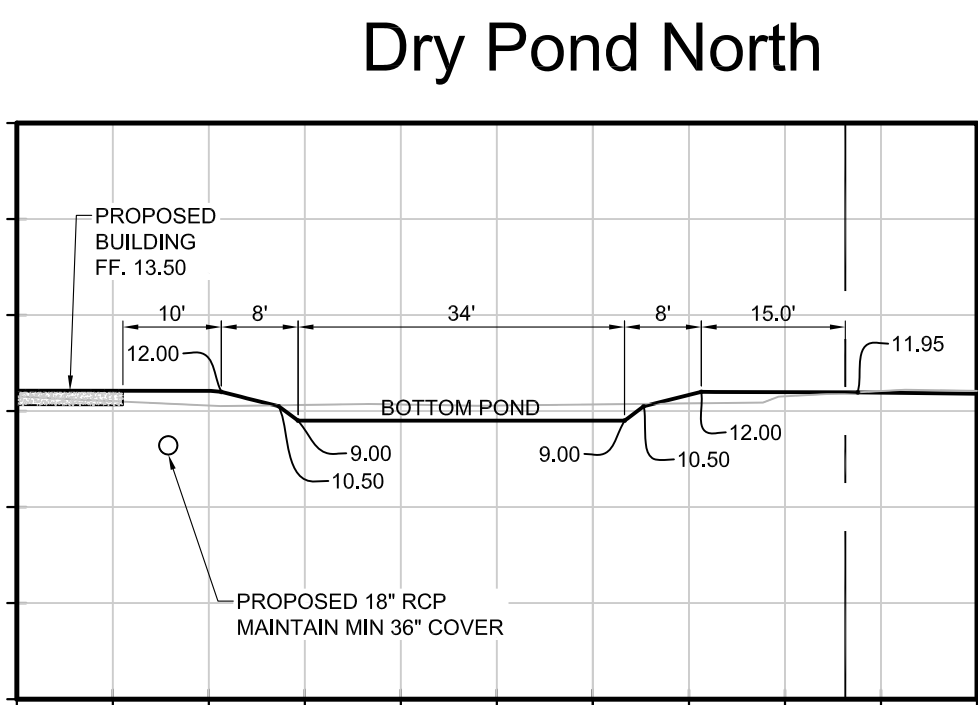 Dry Pond North
PROPOSED
BUILDING
FF. 13.50
10'
8'
34'
8'
15.0'
12.00
11.95
BOTTOM POND
9.00
10.50
9.00
10.50
12.00
PROPOSED 18" RCP
MAINTAIN MIN 36" COVER